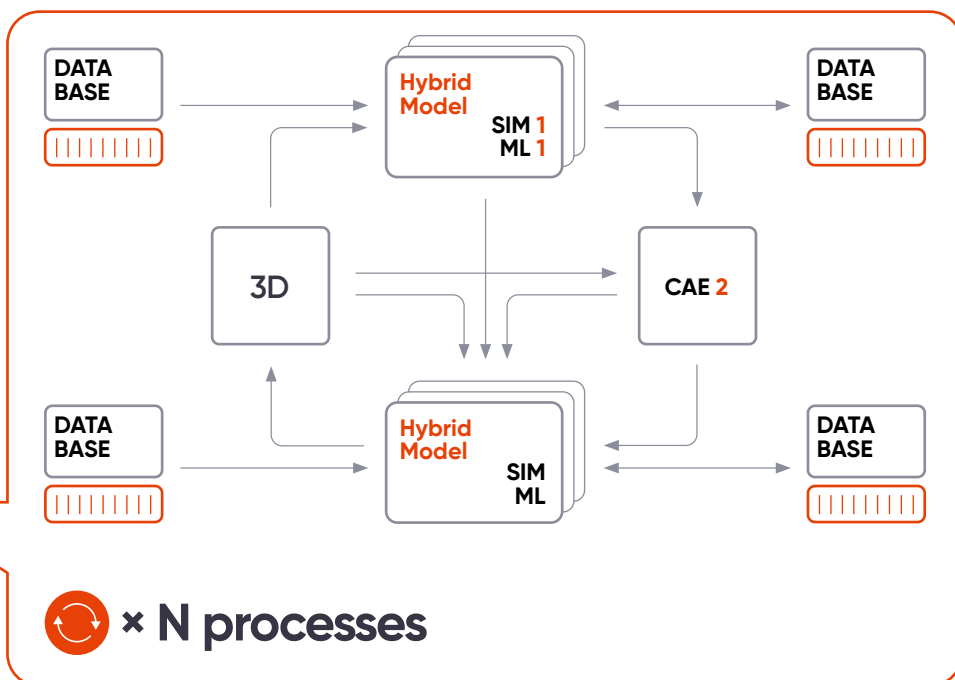 DATA
BASE
Hybrid
Model
SIM 1
ML 1
DATA
BASE
3D
CAE 2
DATA
BASE
Hybrid
Model
SIM
ML
DATA
BASE
× N processes